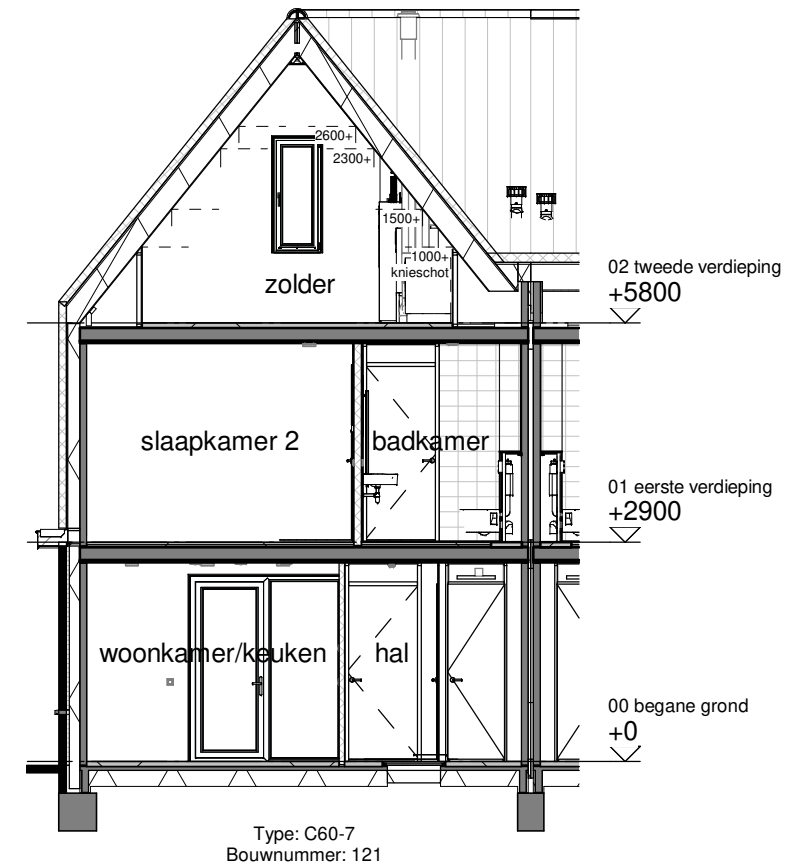 2600+
2300+
1500+
1000+
knieschot
zolder
02 tweede verdieping
+5800
slaapkamer 2
badkamer
01 eerste verdieping
+2900
woonkamer/keuken
hal
00 begane grond
+0
Type: C60-7
Bouwnummer: 121